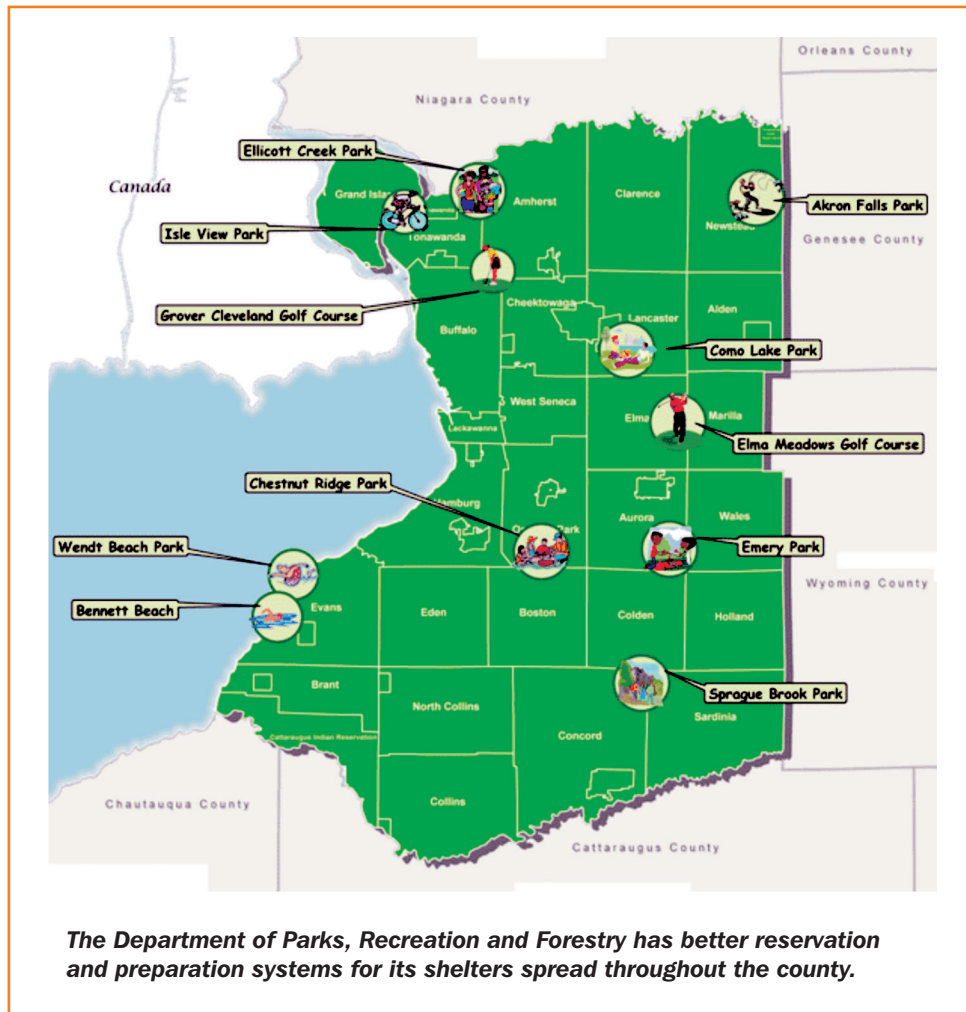 Orleans County
Niagara County
Ellicott Creek Park
Canada
Grand Isla
Amherst
Clarence
Akron Falls Park
Isle View Park
Tonawanda
Newstead
Genesee County
Grover Cleveland Golf Course
Cheektowaga
Buffalo
Lancaster
Alden
Como Lake Park
West Seneca
Elma
Marilla
Lackawanna
Elma Meadows Golf Course
Chestnut Ridge Park
Hamburg
Aurora
Wales
Wendt Beach Park
Emery Park
Wyoming County
Bennett Beach
Evans
Eden
Boston
Colden
Holland
Brant
North Collins
Sprague Brook Park
Sardinia
Concord
Cattaraugus Indian Reservation
Chautauqua County
Collins
Cattaraugus County
The Department of Parks, Recreation and Forestry has better reservation
and preparation systems for its shelters spread throughout the county.